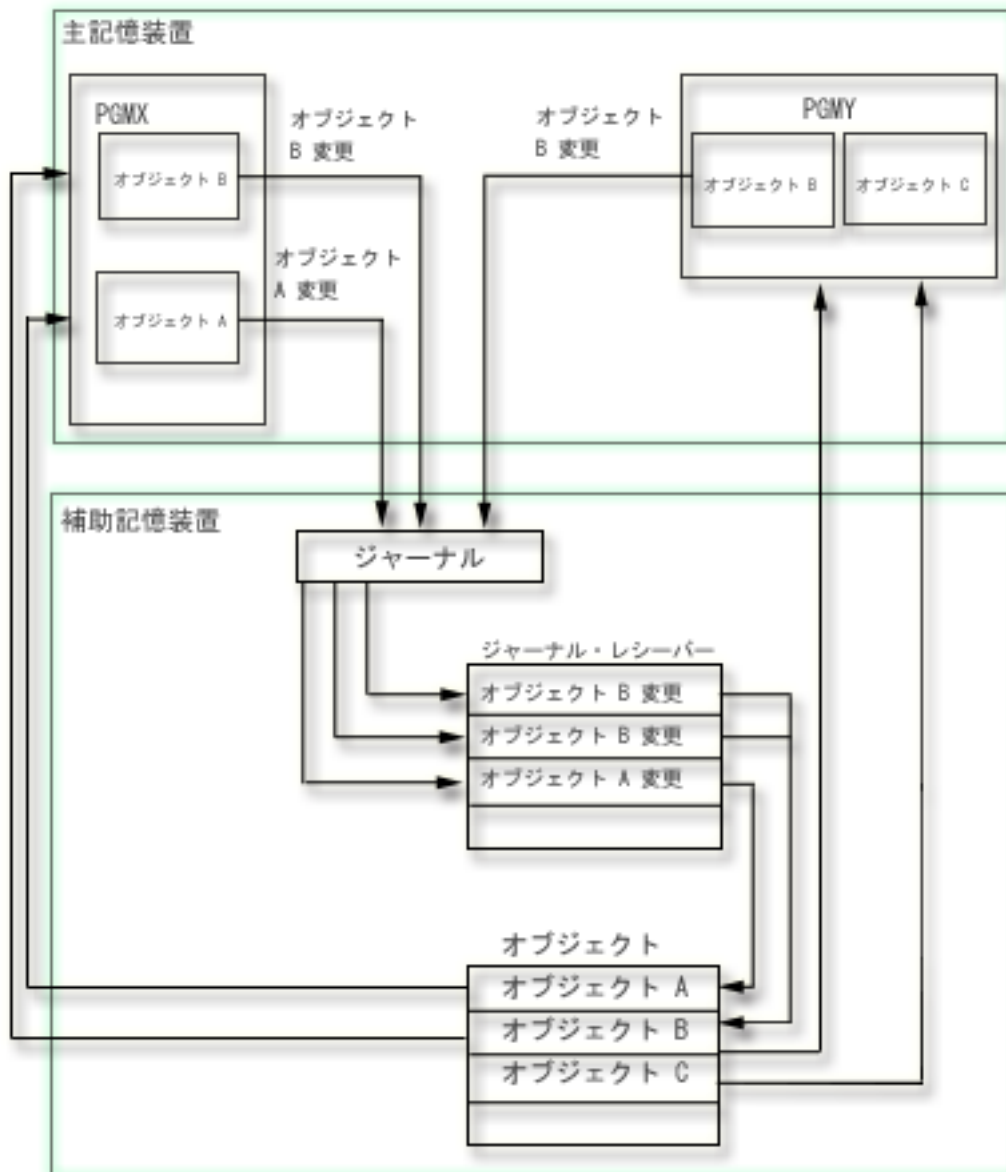 主記憶装置
PGMX
オブジェクト B
オブジェクト A
オブジェクト
B 変更
オブジェクト
A 変更
オブジェクト
B 変更
PGMY
オブジェクト B
オブジェクト C
補助記憶装置
ジャーナル
ジャーナル・レシーバー
オブジェクト B 変更
オブジェクト B 変更
オブジェクト A 変更
オブジェクト
オブジェクト A
オブジェクト B
オブジェクト C